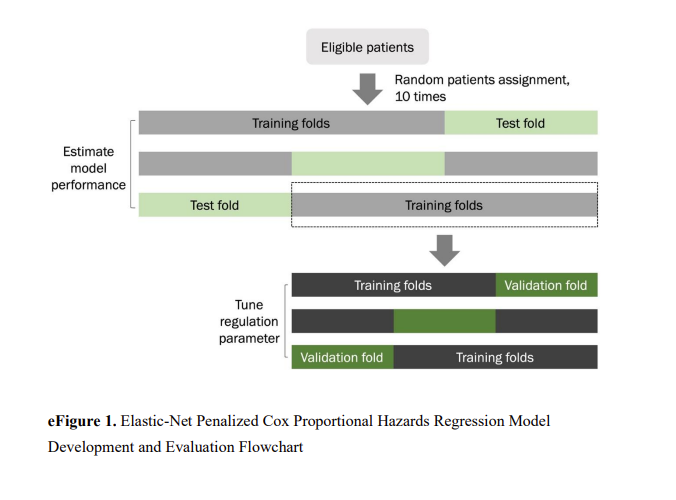 Eligible patients
Random patients assignment,
10 times
Training folds
Test fold
Estimate
model
performance
Test fold
Training folds
Training folds
Validation fold
Tune
regulation
parameter
Validation fold
Training folds
eFigure 1. Elastic-Net Penalized Cox Proportional Hazards Regression Model
Development and Evaluation Flowchart